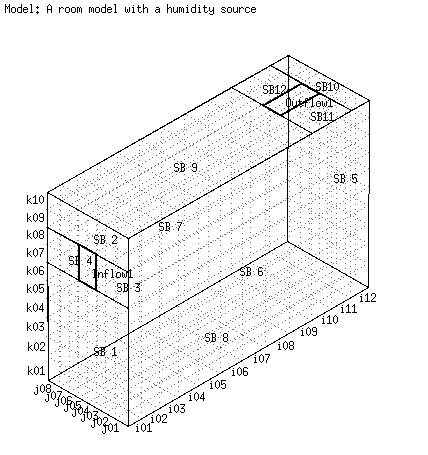 Model: A room model with a humidity source
SB12
SB10
Outflow1
SB11
SB 9
SB 5
k10
k09
k08
k07
k06
k05
k04
k03
k02
k01
SB 7
SB 2
SB 4
Inflow1
SB 3
SB 6
SB 8
SB 1
i12
i11
i10
i09
i08
i07
i06
i05
i04
i03
i02
i01
j08
j07
j06
j05
j04
j03
j02
j01